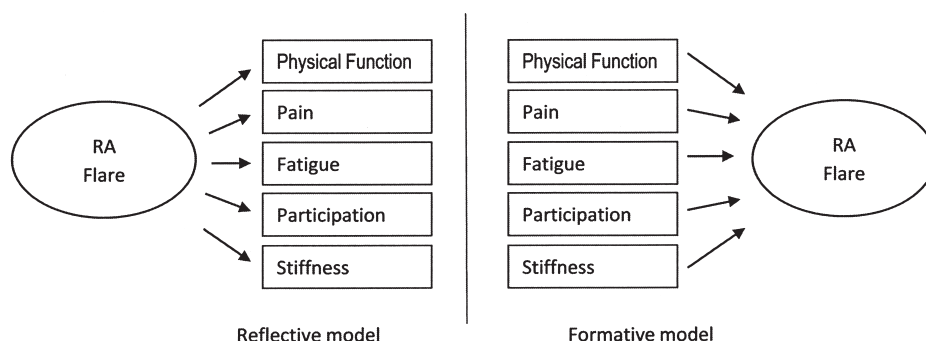 RA
Flare
Physical Function
Pain
Fatigue
Participation
Stiffness
Reflective model
Physical Function
Pain
Fatigue
Participation
Stiffness
RA
Flare
Formative model